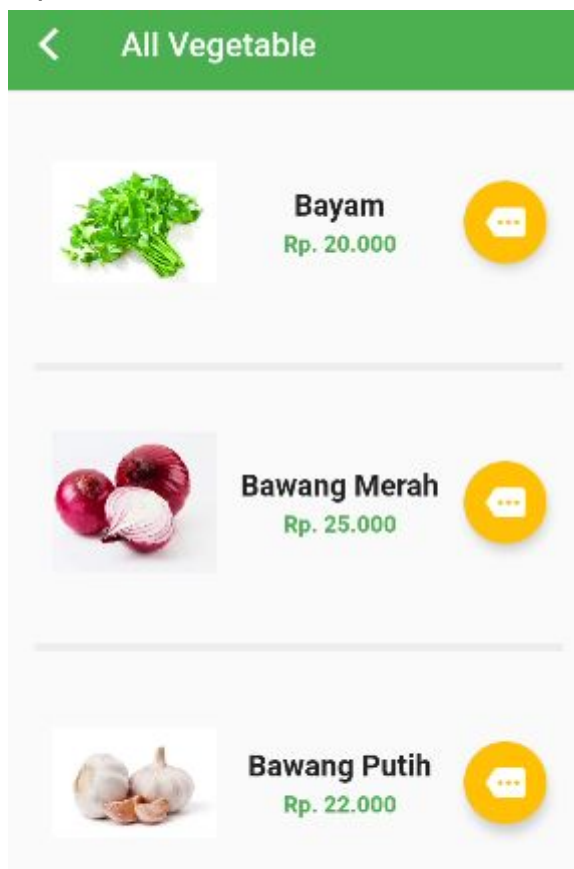 All Vegetable
Bayam
Rp. 20.000
Bawang Merah
Rp. 25.000
Bawang Putih
Rp. 22.000